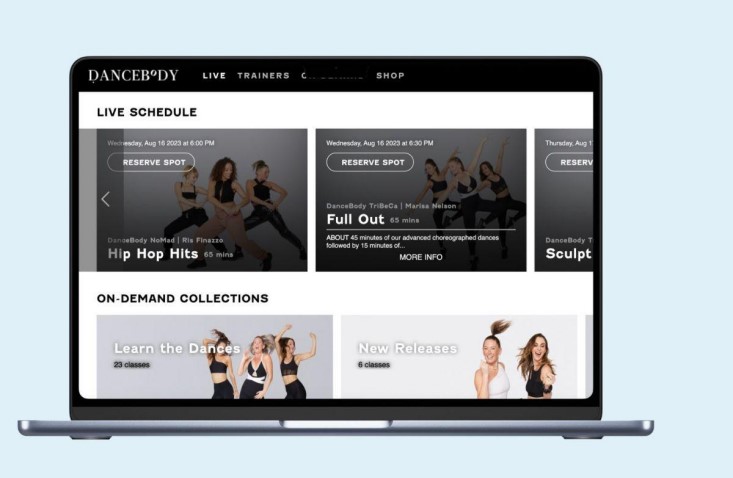 DANCEBODY LIVE TRAINERS SHOP
LIVE SCHEDULE
Wednesday, Aug 16 2023 at 6:00 PM
RESERVE SPOT
DanceBody NoMad | Ris Finazzo
Hip Hop Hits 65 mins
Wednesday, Aug 16 2023 at 6:30 PM
RESERVE SPOT
DanceBody TriBeCa | Marisa Nelson
Full Out 65 mins
ABOUT 45 minutes of our advanced choreographed dances
followed by 15 minutes of...
MORE INFO
Thursday, Aug 1
RESERV
DanceBody T
Sculpt
ON-DEMAND COLLECTIONS
Learn the Dances
23 classes
New Releases
6 classes